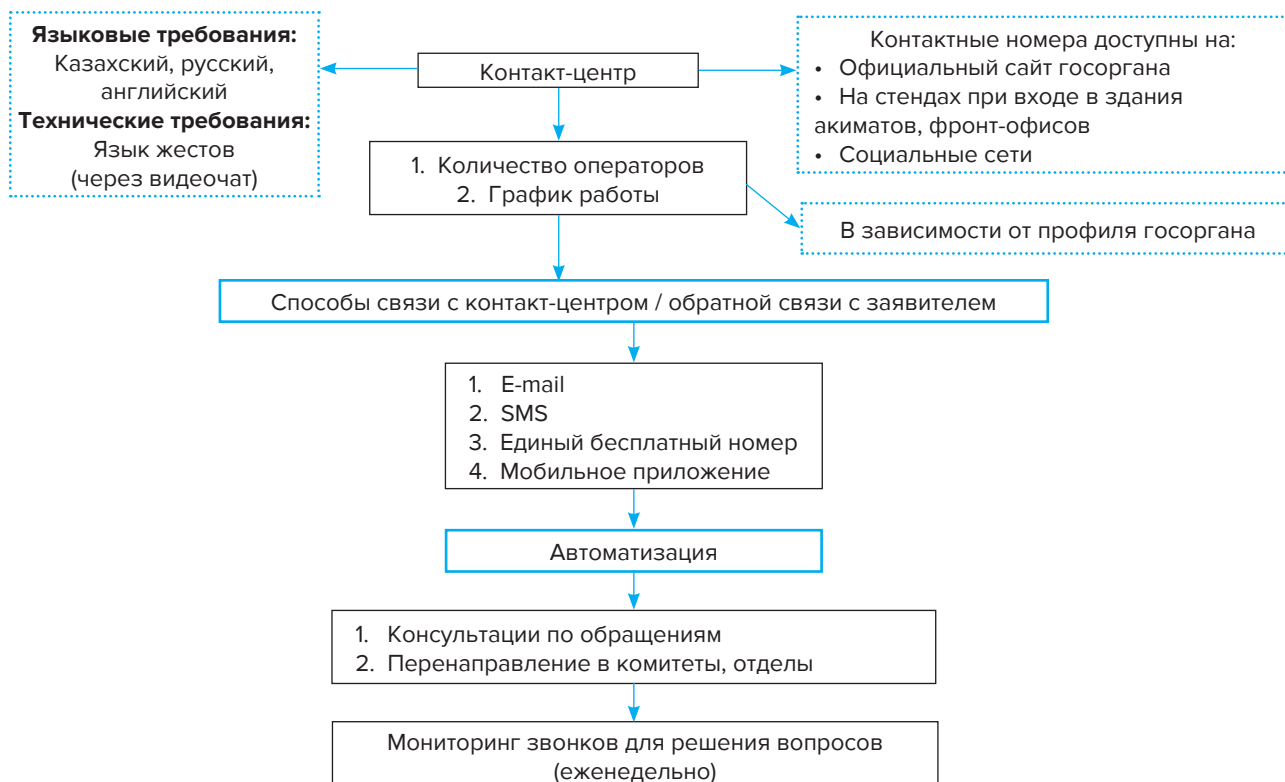 Языковые требования:
Казахский, русский,
английский
Технические требования:
Язык жестов
(через видеочат)
Контакт-центр
Контактные номера доступны на:
• Официальный сайт госоргана
• На стендах при входе в здания
акиматов, фронт-офисов
• Социальные сети
1. Количество операторов
2. График работы
В зависимости от профиля госоргана
Способы связи с контакт-центром / обратной связи с заявителем
1. E-mail
2. SMS
3. Единый бесплатный номер
4. Мобильное приложение
Автоматизация
1. Консультации по обращениям
2. Перенаправление в комитеты, отделы
Мониторинг звонков для решения вопросов
(еженедельно)